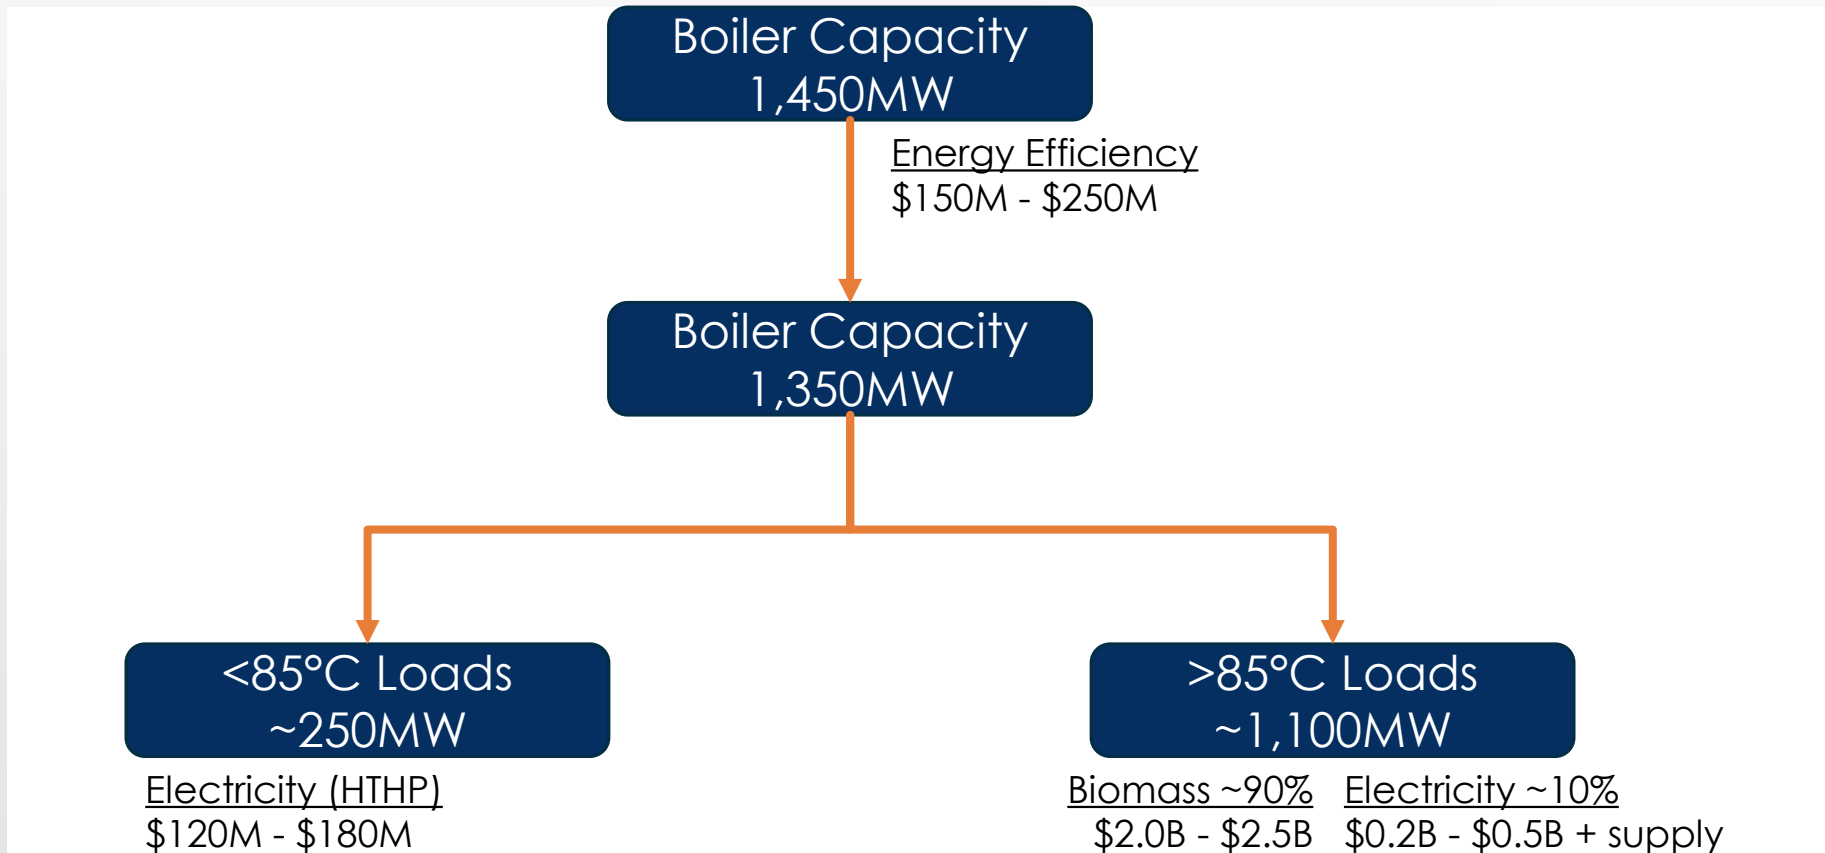 Boiler Capacity
1,450MW
Energy Efficiency
$150M - $250M
Boiler Capacity
1,350MW
<85°C Loads
~250MW
Electricity (HTHP)
$120M - $180M
>85°C Loads
~1,100MW
Biomass ~90%
$2.0B - $2.5B
Electricity ~10%
$0.2B - $0.5B + supply